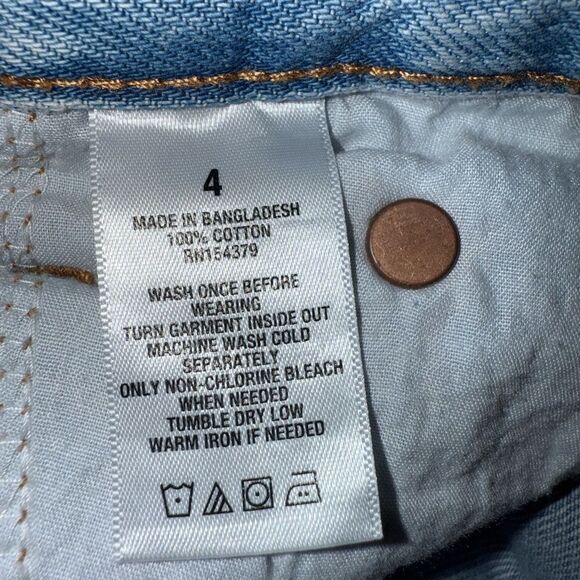 4
MADE IN BANGLADESH
100% COTTON
RN154379
WASH ONCE BEFORE
WEARING
TURN GARMENT INSIDE OUT
MACHINE WASH COLD
SEPARATELY
ONLY NON-CHLORINE BLEACH
WHEN NEEDED
TUMBLE DRY LOW
WARM IRON IF NEEDED